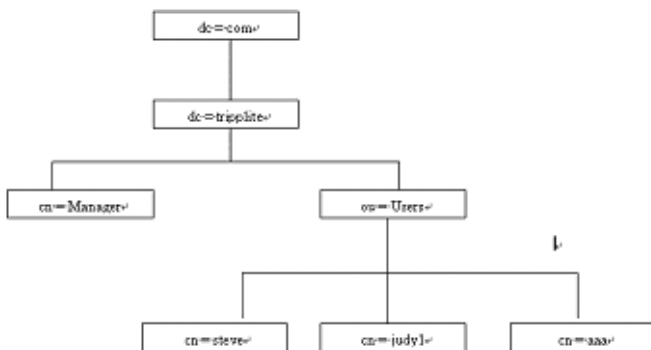 dc=com
dc=tripplite
cn=Manager
ou=Users
cn=steve
cn=judy1
cn=aaa